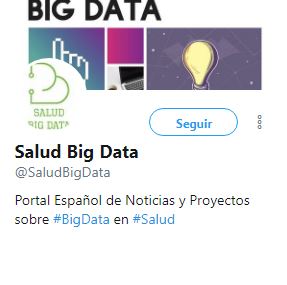 BIG DATA
SALUD
BIG DATA
Seguir
Salud Big Data
@SaludBigData
Portal Español de Noticias y Proyectos
sobre #BigData en #Salud